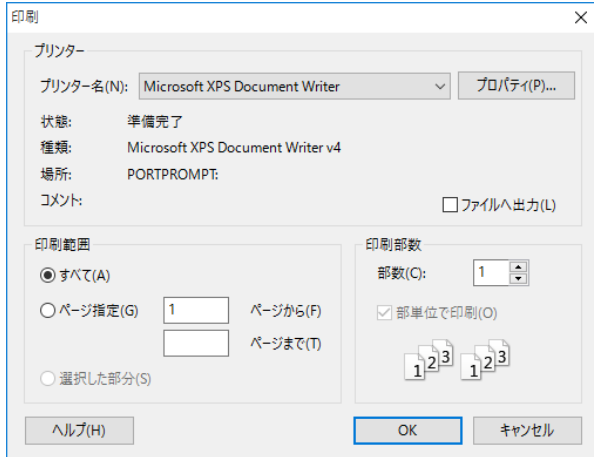 印刷
プリンター
プリンター名(N): Microsoft XPS Document Writer プロパティ(P)...
状態: 準備完了
種類: Microsoft XPS Document Writer v4
場所: PORTPROMPT:
コメント: ファイルへ出力(L)
印刷範囲
すべて(A)
ページ指定(G) 1 ページから(F)
ページまで(T)
選択した部分(S)
印刷部数
部数(C): 1
部単位で印刷(O)
1 2 3 1 2 3
ヘルプ(H) OK キャンセル